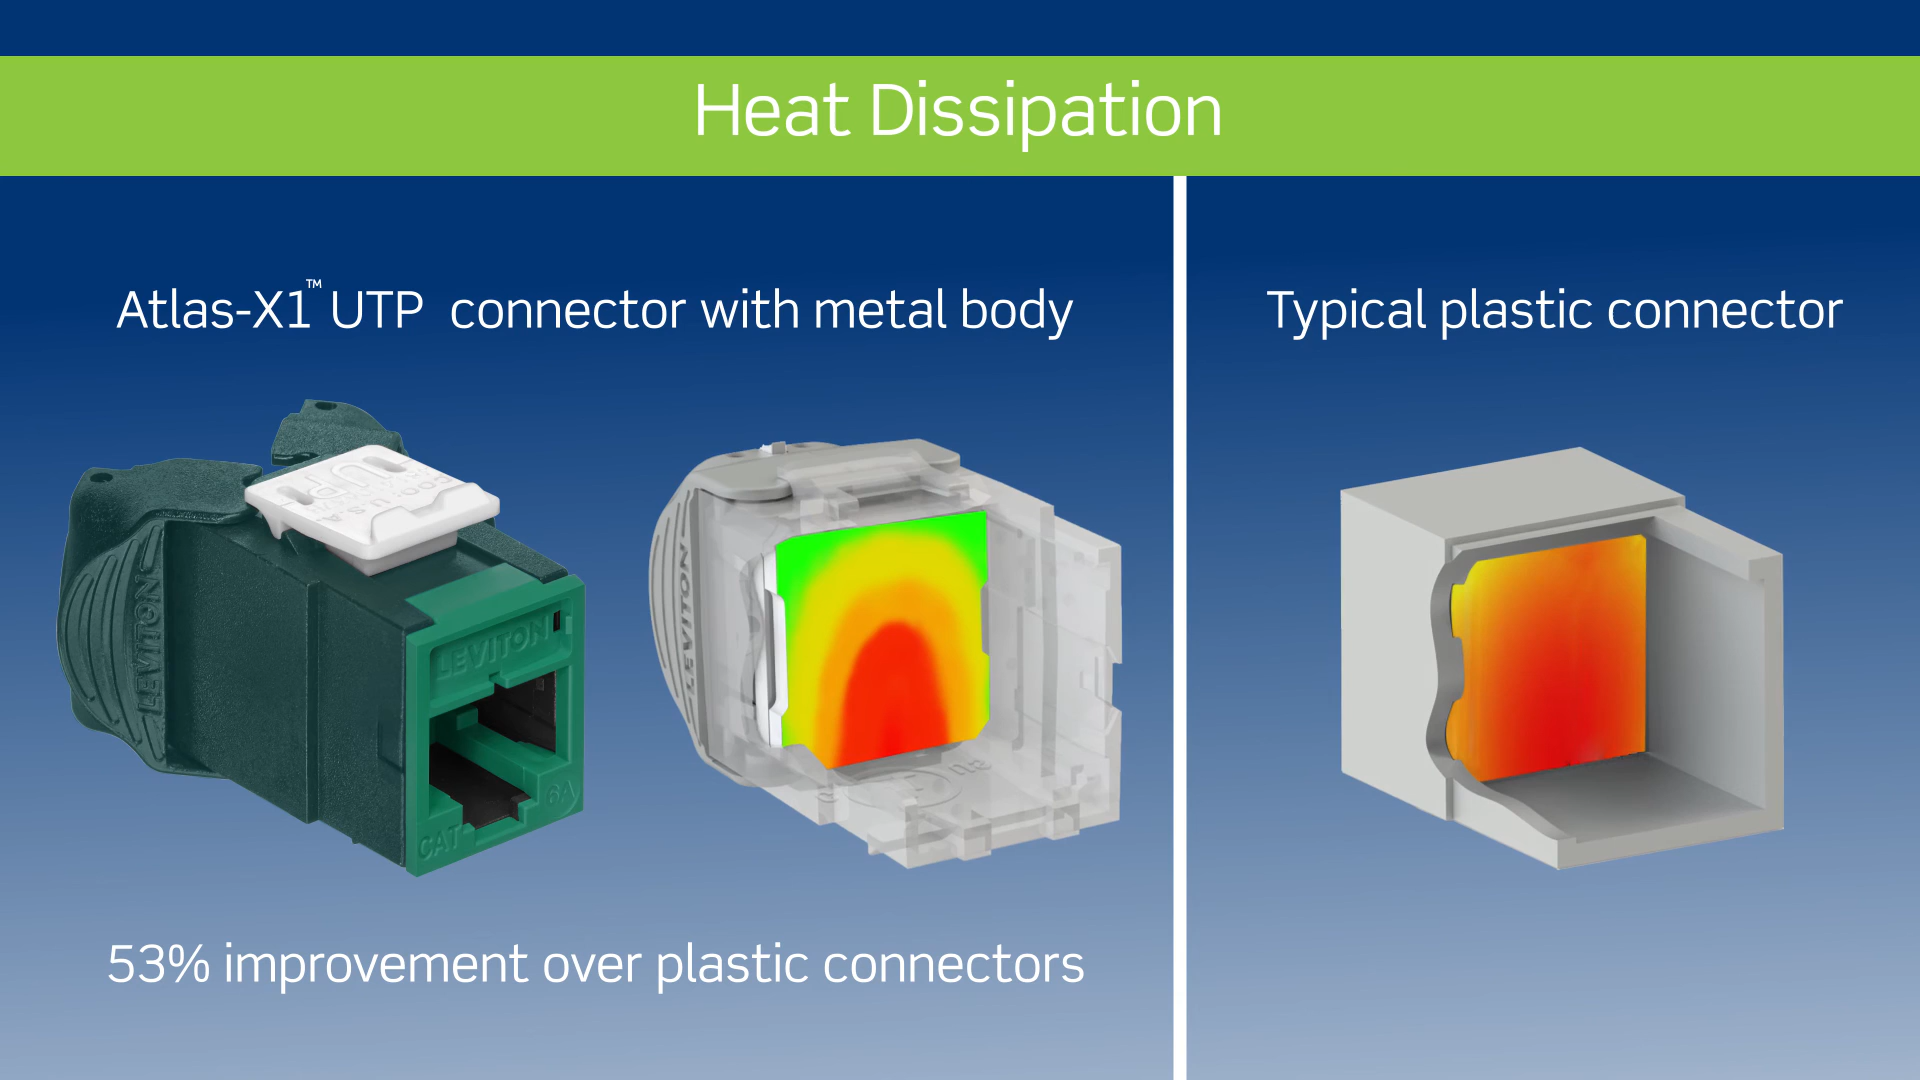 Heat Dissipation
Atlas-X1™ UTP connector with metal body
Typical plastic connector
LEVITON
LEVITON
CAT
6A
LEVITON
53% improvement over plastic connectors